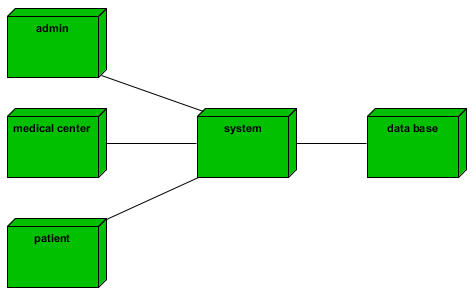 admin
medical center
system
data base
patient